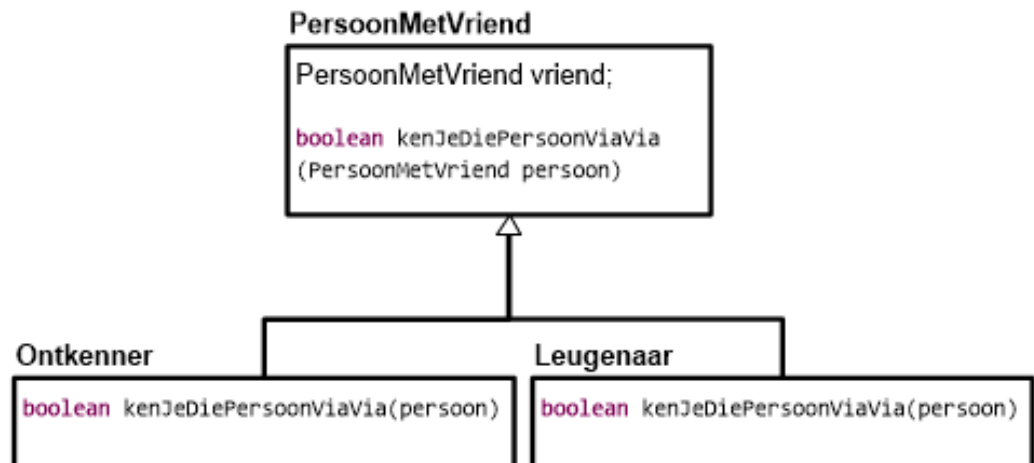 PersoonMetVriend
PersoonMetVriend vriend;
boolean kenJeDiePersoonViaVia
(PersoonMetVriend persoon)
Ontkenner
boolean kenJeDiePersoonViaVia(persoon)
Leugenaar
boolean kenJeDiePersoonViaVia(persoon)